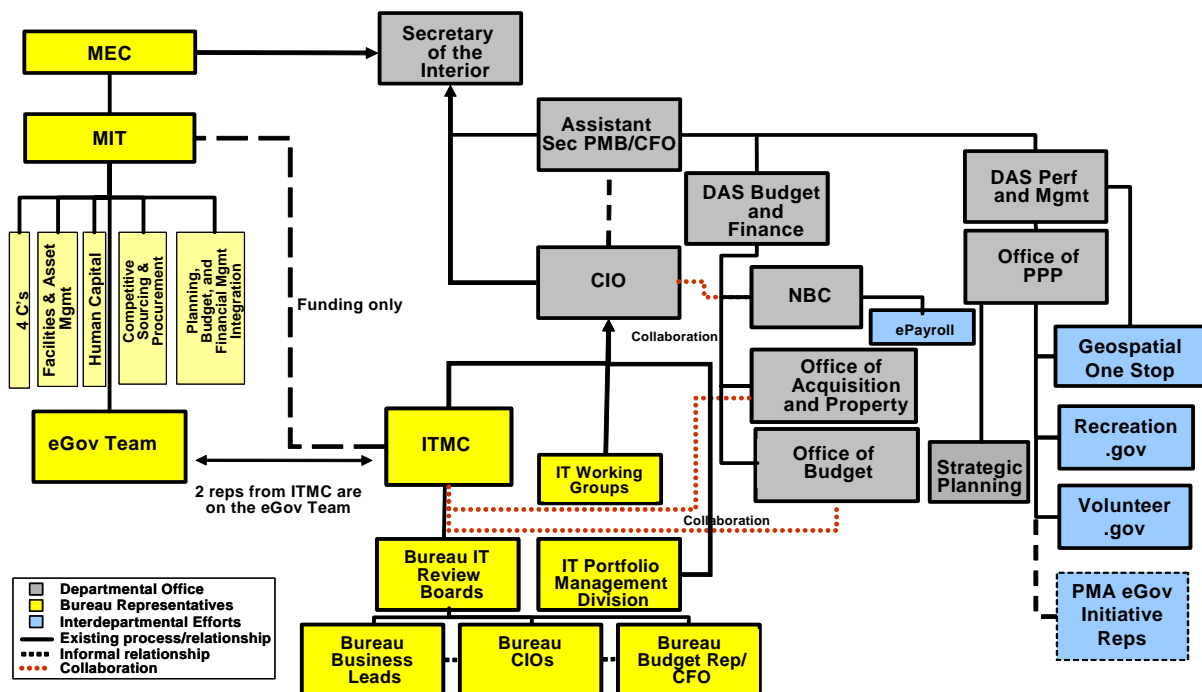 MEC
Secretary
of the
Interior
MIT
Assistant
Sec PMB/CFO
DAS Budget
and
Finance
DAS Perf
and Mgmt
4 C's
Facilities & Asset
Mgmt
Human Capital
Competitive
Sourcing &
Procurement
Planning,
Budget, and
Financial Mgmt
Integration
Funding only
CIO
NBC
ePayroll
Office of
PPP
Collaboration
Geospatial
One Stop
Office of
Acquisition
and Property
eGov Team
ITMC
2 reps from ITMC are
on the eGov Team
IT Working
Groups
Office of
Budget
Strategic
Planning
Recreation
.gov
Collaboration
Volunteer
.gov
Bureau IT
Review
Boards
IT Portfolio
Management
Division
PMA eGov
Initiative
Reps
Bureau
Business
Leads
Bureau
CIOs
Bureau
Budget Rep/
CFO
Departmental Office
Bureau Representatives
Interdepartmental Efforts
Existing process/relationship
Informal relationship
Collaboration